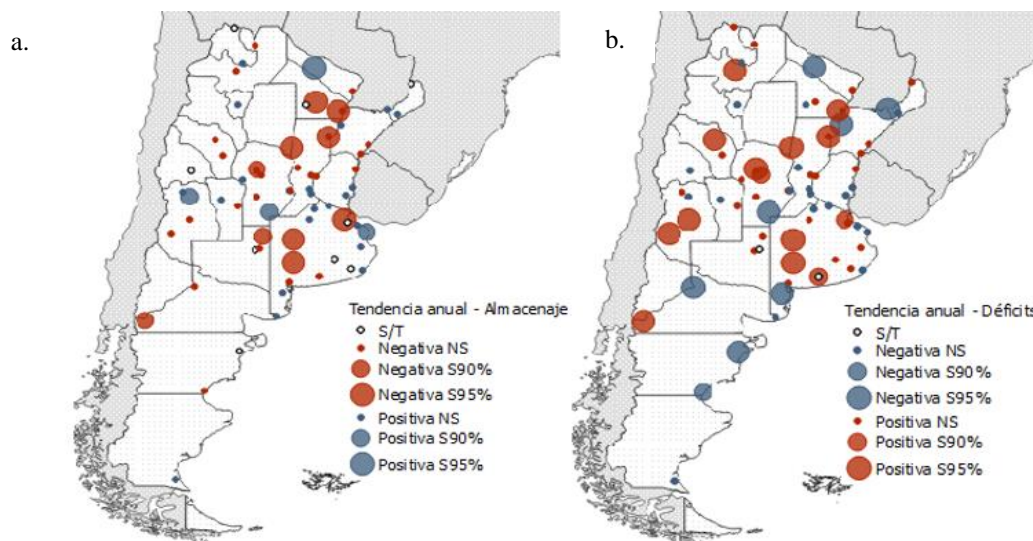 a.
b.
Tendencia anual - Almacenaje
S/T
Negativa NS
Negativa S90%
Negativa S95%
Positiva NS
Positiva S90%
Positiva S95%
Tendencia anual - Déficits
S/T
Negativa NS
Negativa S90%
Negativa S95%
Positiva NS
Positiva S90%
Positiva S95%